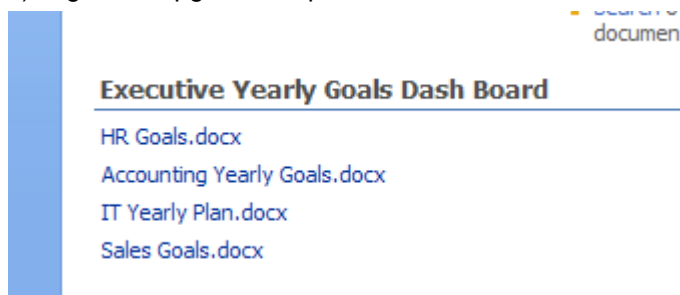 documen
Executive Yearly Goals Dash Board
HR Goals.docx
Accounting Yearly Goals.docx
IT Yearly Plan.docx
Sales Goals.docx